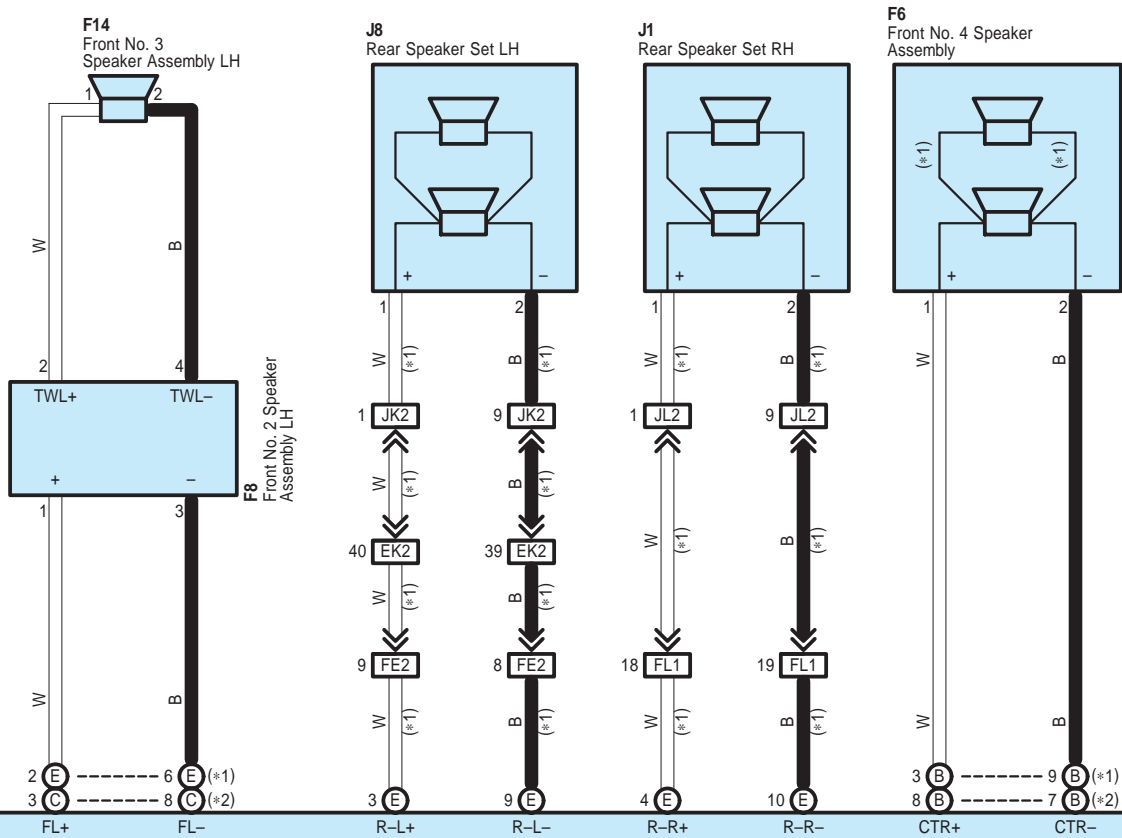 F14
Front No. 3
Speaker Assembly LH
J8
Rear Speaker Set LH
J1
Rear Speaker Set RH
F6
Front No. 4 Speaker
Assembly
1 2
(*1) (*1)
+ – + – + –
1 2 1 2 1 2
W B
W (*1) B (*1) W (*1) B (*1) W B
2 4
TWL+ TWL–
+ –
F8
Front No. 2 Speaker
Assembly LH
1 3
1 JK2 9 JK2 1 JL2 9 JL2
W (*1) B (*1)
40 EK2 39 EK2
W (*1) B (*1)
W (*1) B (*1)
9 FE2 8 FE2 18 FL1 19 FL1
W B W (*1) B (*1) W (*1) B (*1) W B
2 E 6 E (*1) 3 B 9 B (*1)
3 C 8 C (*2) 3 E 9 E 4 E 10 E 8 B 7 B (*2)
FL+ FL– R–L+ R–L– R–R+ R–R– CTR+ CTR–